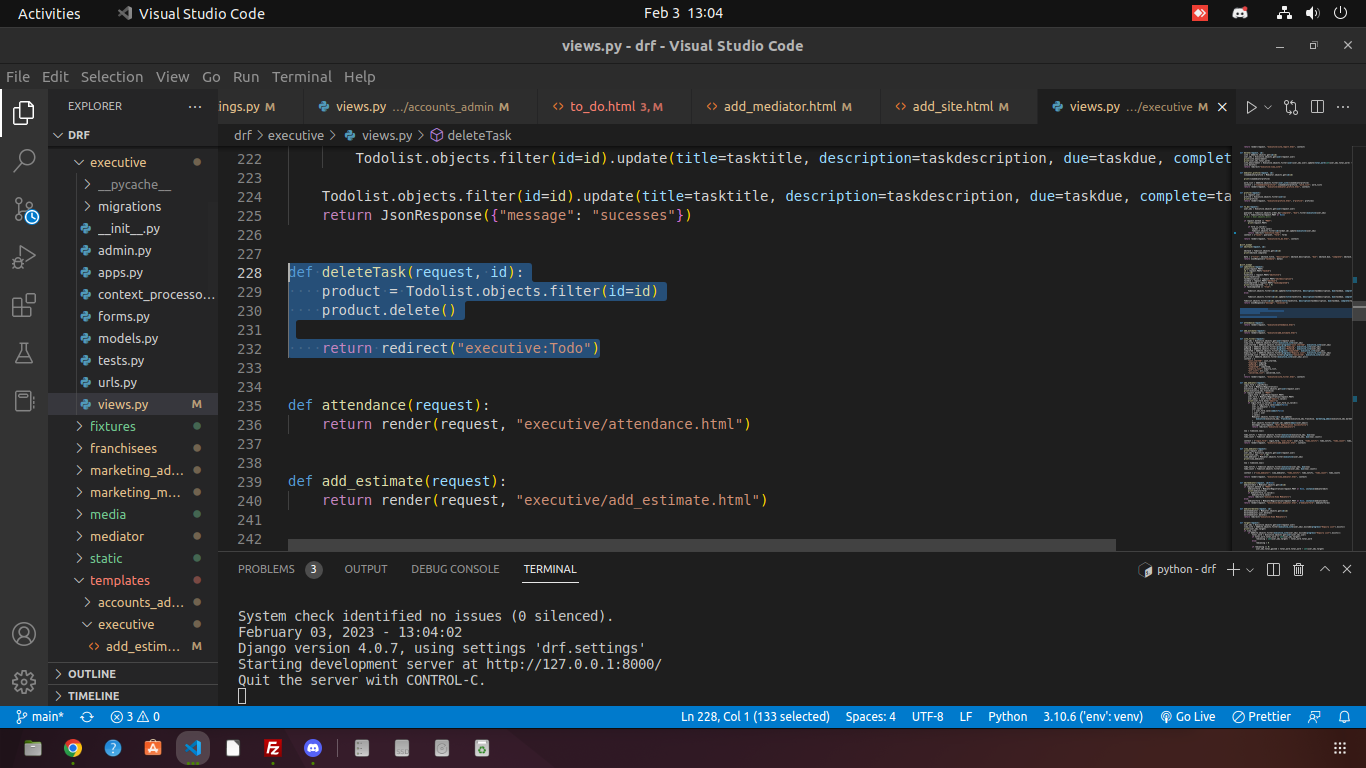 Activities Visual Studio Code Feb 3 13:04
views.py - drf - Visual Studio Code
File Edit Selection View Go Run Terminal Help
EXPLORER
DRF
executive
__pycache__
migrations
__init__.py
admin.py
apps.py
context_processo...
forms.py
models.py
tests.py
urls.py
views.py M
fixtures
franchisees
marketing_ad...
marketing_m...
media
mediator
static
templates
accounts_ad...
executive
add_estim... M
OUTLINE
TIMELINE
ings.py M views.py .../accounts_admin M to_do.html 3, M add_mediator.html M add_site.html M views.py .../executive M
drf > executive > views.py > deleteTask
222 Todolist.objects.filter(id=id).update(title=tasktitle, description=taskdescription, due=taskdue, complet
223
224 Todolist.objects.filter(id=id).update(title=tasktitle, description=taskdescription, due=taskdue, complete=ta
225 return JsonResponse({"message": "sucesses"})
226
227
228 def deleteTask(request, id):
229 product = Todolist.objects.filter(id=id)
230 product.delete()
231
232 return redirect("executive:Todo")
233
234
235 def attendance(request):
236 return render(request, "executive/attendance.html")
237
238
239 def add_estimate(request):
240 return render(request, "executive/add_estimate.html")
241
242
PROBLEMS 3 OUTPUT DEBUG CONSOLE TERMINAL python - drf
System check identified no issues (0 silenced).
February 03, 2023 - 13:04:02
Django version 4.0.7, using settings 'drf.settings'
Starting development server at http://127.0.0.1:8000/
Quit the server with CONTROL-C.
main* 3 0 Ln 228, Col 1 (133 selected) Spaces: 4 UTF-8 LF Python 3.10.6 ('env': venv) Go Live Prettier